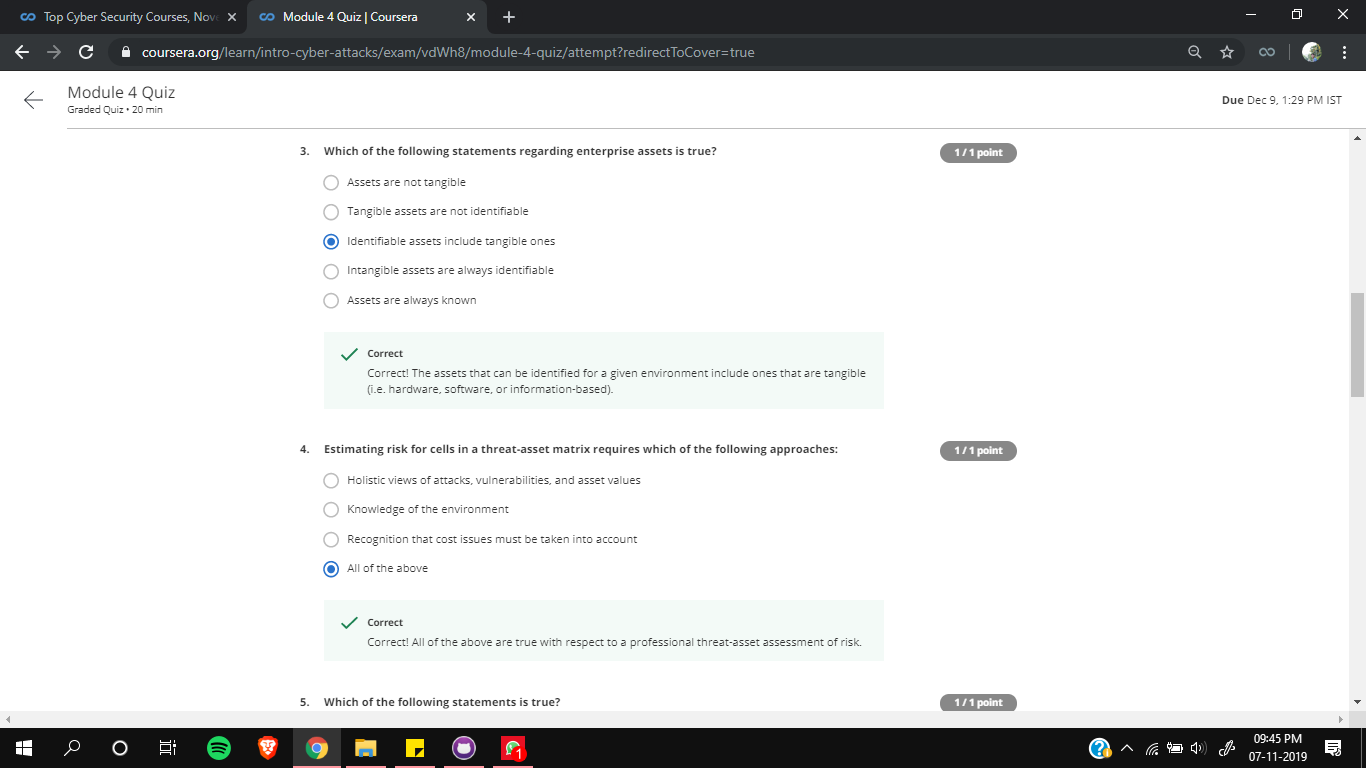 Top Cyber Security Courses, Nove
Module 4 Quiz | Coursera
coursera.org/learn/intro-cyber-attacks/exam/vdWh8/module-4-quiz/attempt?redirectToCover=true
Module 4 Quiz
Graded Quiz • 20 min
Due Dec 9, 1:29 PM IST
3. Which of the following statements regarding enterprise assets is true?
1 / 1 point
Assets are not tangible
Tangible assets are not identifiable
Identifiable assets include tangible ones
Intangible assets are always identifiable
Assets are always known
Correct
Correct! The assets that can be identified for a given environment include ones that are tangible
(i.e. hardware, software, or information-based).
4. Estimating risk for cells in a threat-asset matrix requires which of the following approaches:
1 / 1 point
Holistic views of attacks, vulnerabilities, and asset values
Knowledge of the environment
Recognition that cost issues must be taken into account
All of the above
Correct
Correct! All of the above are true with respect to a professional threat-asset assessment of risk.
5. Which of the following statements is true?
1 / 1 point
1
09:45 PM
07-11-2019